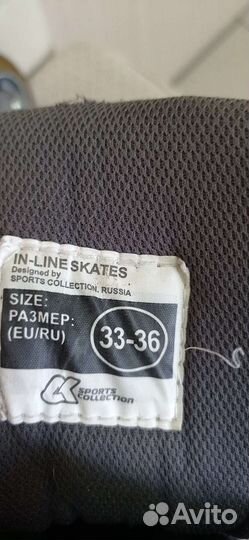 IN-LINE SKATES
Designed by
SPORTS COLLECTION. RUSSIA
SIZE:
РАЗМЕР:
(EU/RU)
33-36
SPORTS
COLLECTION
Avito